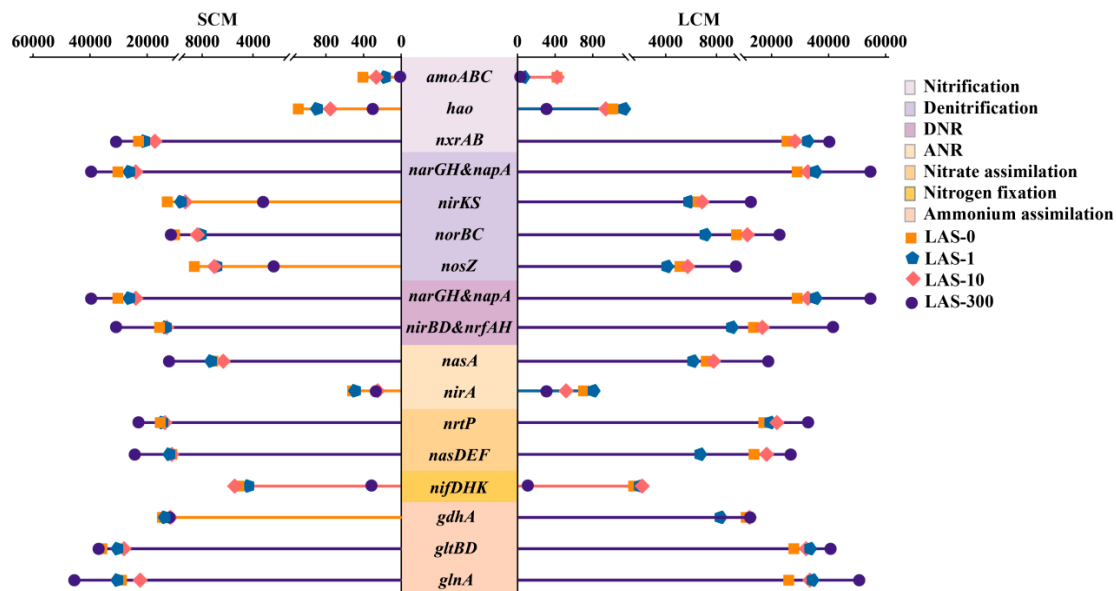 SCM LCM
60000 20000 8000 4000 800 400 0 0 400 800 4000 8000 20000 40000 60000
amoABC
hao
nxrAB
narGH&napA
nirKS
norBC
nosZ
narGH&napA
nirBD&nrfAH
nasA
nirA
nrtP
nasDEF
nifDHK
gdhA
gltBD
glnA
Nitrification
Denitrification
DNR
ANR
Nitrate assimilation
Nitrogen fixation
Ammonium assimilation
LAS-0
LAS-1
LAS-10
LAS-300